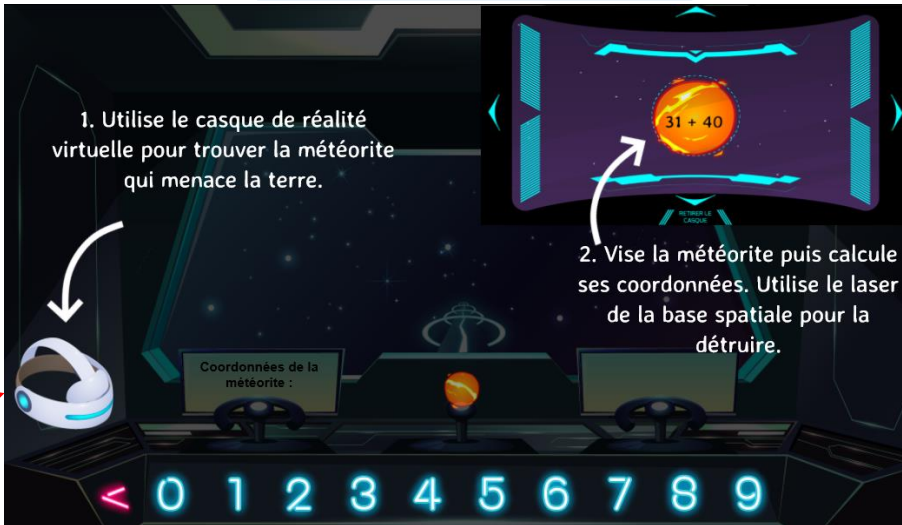 1. Utilise le casque de réalité
virtuelle pour trouver la météorite
qui menace la terre.
31 + 40
RETIRER LE
CASQUE
2. Vise la météorite puis calcule
ses coordonnées. Utilise le laser
de la base spatiale pour la
détruire.
Coordonnées de la
météorite :
< 0 1 2 3 4 5 6 7 8 9